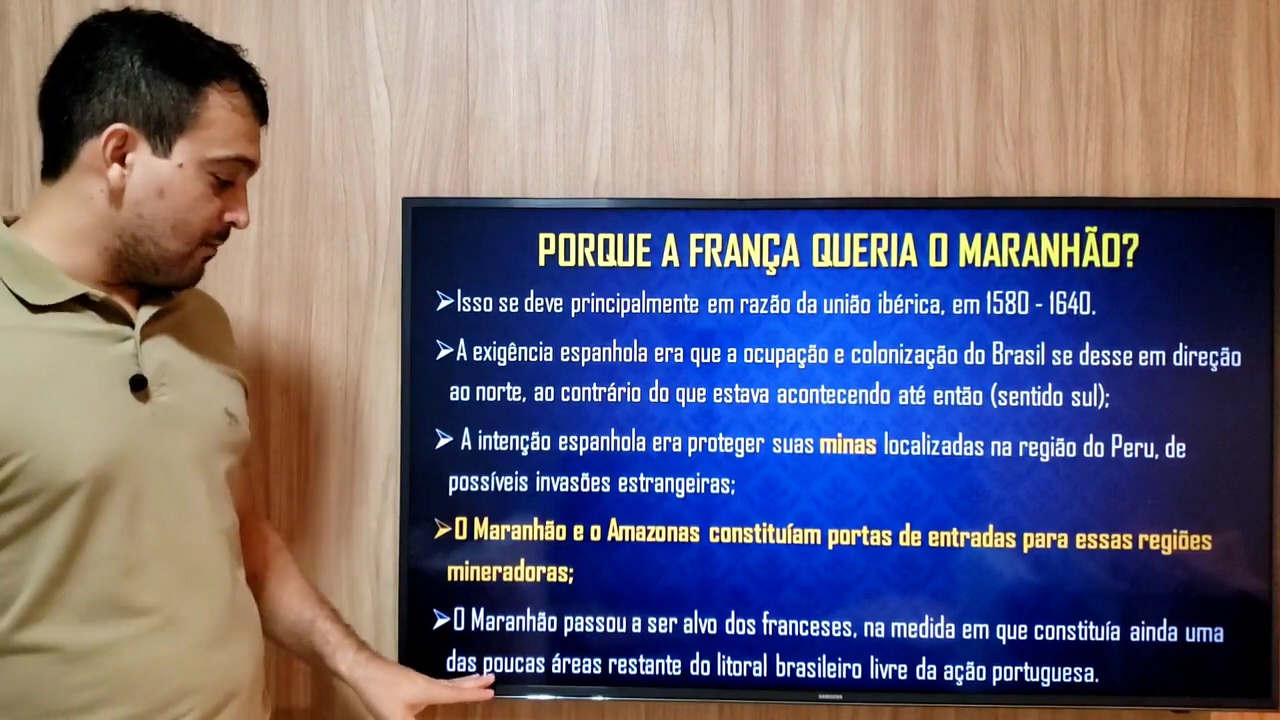 PORQUE A FRANÇA QUERIA O MARANHÃO?
➢Isso se deve principalmente em razão da união ibérica, em 1580 - 1640.
➢A exigência espanhola era que a ocupação e colonização do Brasil se desse em direção
ao norte, ao contrário do que estava acontecendo até então (sentido sul);
➢ A intenção espanhola era proteger suas minas localizadas na região do Peru, de
possíveis invasões estrangeiras;
➢O Maranhão e o Amazonas constituíam portas de entradas para essas regiões
mineradoras;
➢O Maranhão passou a ser alvo dos franceses, na medida em que constituía ainda uma
das poucas áreas restante do litoral brasileiro livre da ação portuguesa.
SAMSUNG